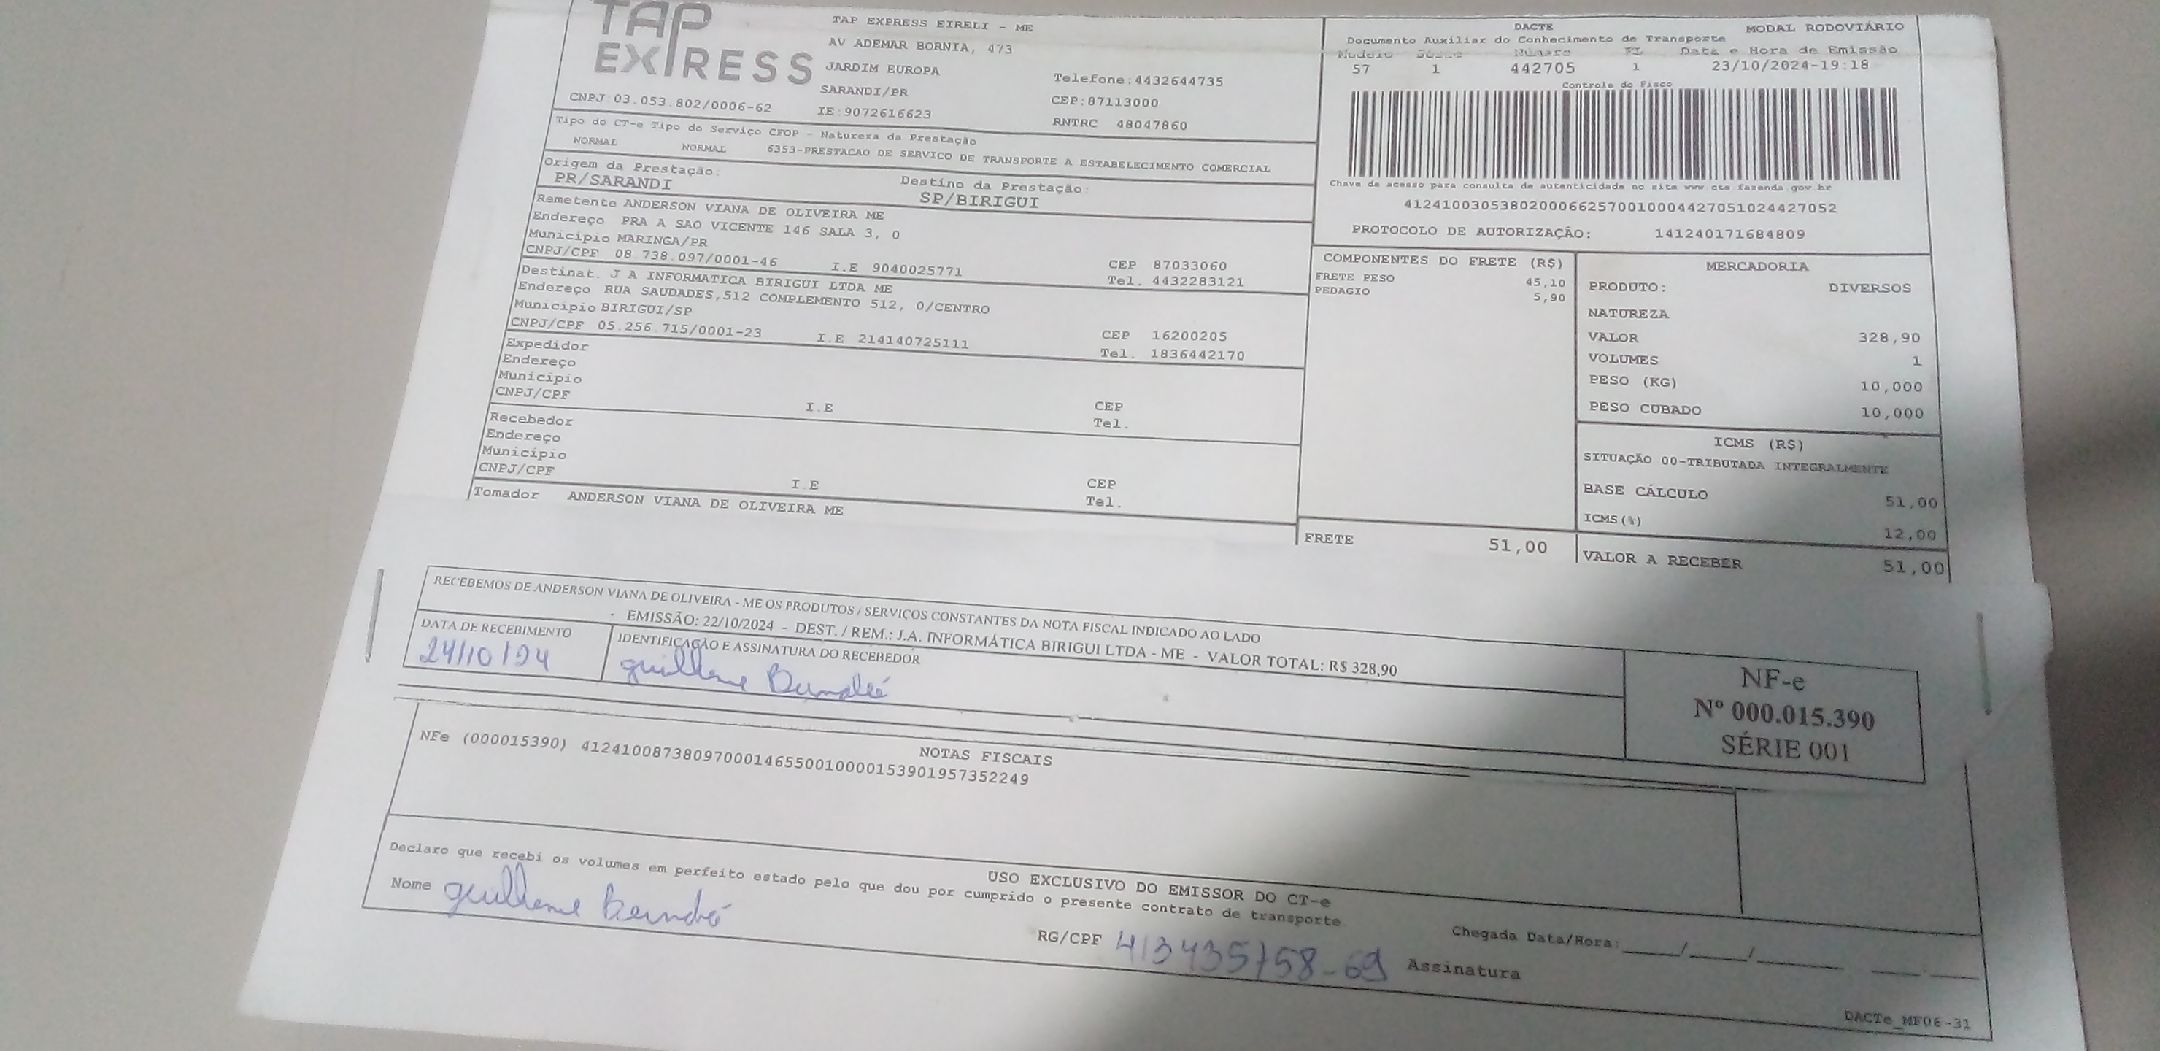 TAP EXPRESS
TAP EXPRESS EIRELI - ME
AV ADEMAR BORNIA, 473
JARDIM EUROPA Telefone:4432644735
SARANDI/PR CEP:87113000
CNPJ 03.053.802/0006-62 IE:9072616623 RNTRC 48047860
Tipo do CT-e Tipo do Serviço CFOP - Natureza da Prestação
NORMAL NORMAL 6353-PRESTACAO DE SERVICO DE TRANSPORTE A ESTABELECIMENTO COMERCIAL
Origem da Prestação: Destino da Prestação:
PR/SARANDI SP/BIRIGUI
Remetente ANDERSON VIANA DE OLIVEIRA ME
Endereço PRA A SAO VICENTE 146 SALA 3, 0
Município MARINGA/PR CEP 87033060
CNPJ/CPF 08.738.097/0001-46 I.E 9040025771 Tel. 4432283121
Destinat. J A INFORMATICA BIRIGUI LTDA ME
Endereço RUA SAUDADES,512 COMPLEMENTO 512, 0/CENTRO
Município BIRIGUI/SP CEP 16200205
CNPJ/CPF 05.256.715/0001-23 I.E 214140725111 Tel. 1836442170
Expedidor
Endereço
Município CEP
CNPJ/CPF I.E Tel.
Recebedor
Endereço
Município CEP
CNPJ/CPF I.E Tel.
Tomador ANDERSON VIANA DE OLIVEIRA ME
DACTE MODAL RODOVIÁRIO
Documento Auxiliar do Conhecimento de Transporte
Modelo Série Número FL Data e Hora de Emissão
57 1 442705 1 23/10/2024-19:18
Controle do Fisco
Chave de acesso para consulta de autenticidade no site www.cte.fazenda.gov.br
41241003053802000662570010004427051024427052
PROTOCOLO DE AUTORIZAÇÃO: 141240171684809
COMPONENTES DO FRETE (R$)
FRETE PESO 45,10
PEDAGIO 5,90
FRETE 51,00
MERCADORIA
PRODUTO: DIVERSOS
NATUREZA
VALOR 328,90
VOLUMES 1
PESO (KG) 10,000
PESO CUBADO 10,000
ICMS (R$)
SITUAÇÃO 00-TRIBUTADA INTEGRALMENTE
BASE CÁLCULO 51,00
ICMS(%) 12,00
VALOR A RECEBER 51,00
RECEBEMOS DE ANDERSON VIANA DE OLIVEIRA - ME OS PRODUTOS / SERVIÇOS CONSTANTES DA NOTA FISCAL INDICADO AO LADO
EMISSÃO: 22/10/2024 - DEST. / REM.: J.A. INFORMÁTICA BIRIGUI LTDA - ME - VALOR TOTAL: R$ 328,90
DATA DE RECEBIMENTO IDENTIFICAÇÃO E ASSINATURA DO RECEBEDOR
24/10/24 guilherme
NF-e
Nº 000.015.390
SÉRIE 001
NOTAS FISCAIS
NFe (000015390) 41241008738097000146550010000153901957352249
USO EXCLUSIVO DO EMISSOR DO CT-e
Declaro que recebi os volumes em perfeito estado pelo que dou por cumprido o presente contrato de transporte
Nome guilherme RG/CPF 413435758-69 Assinatura
Chegada Data/Hora:____/____/______ ____:____
DACTe_MF06-31